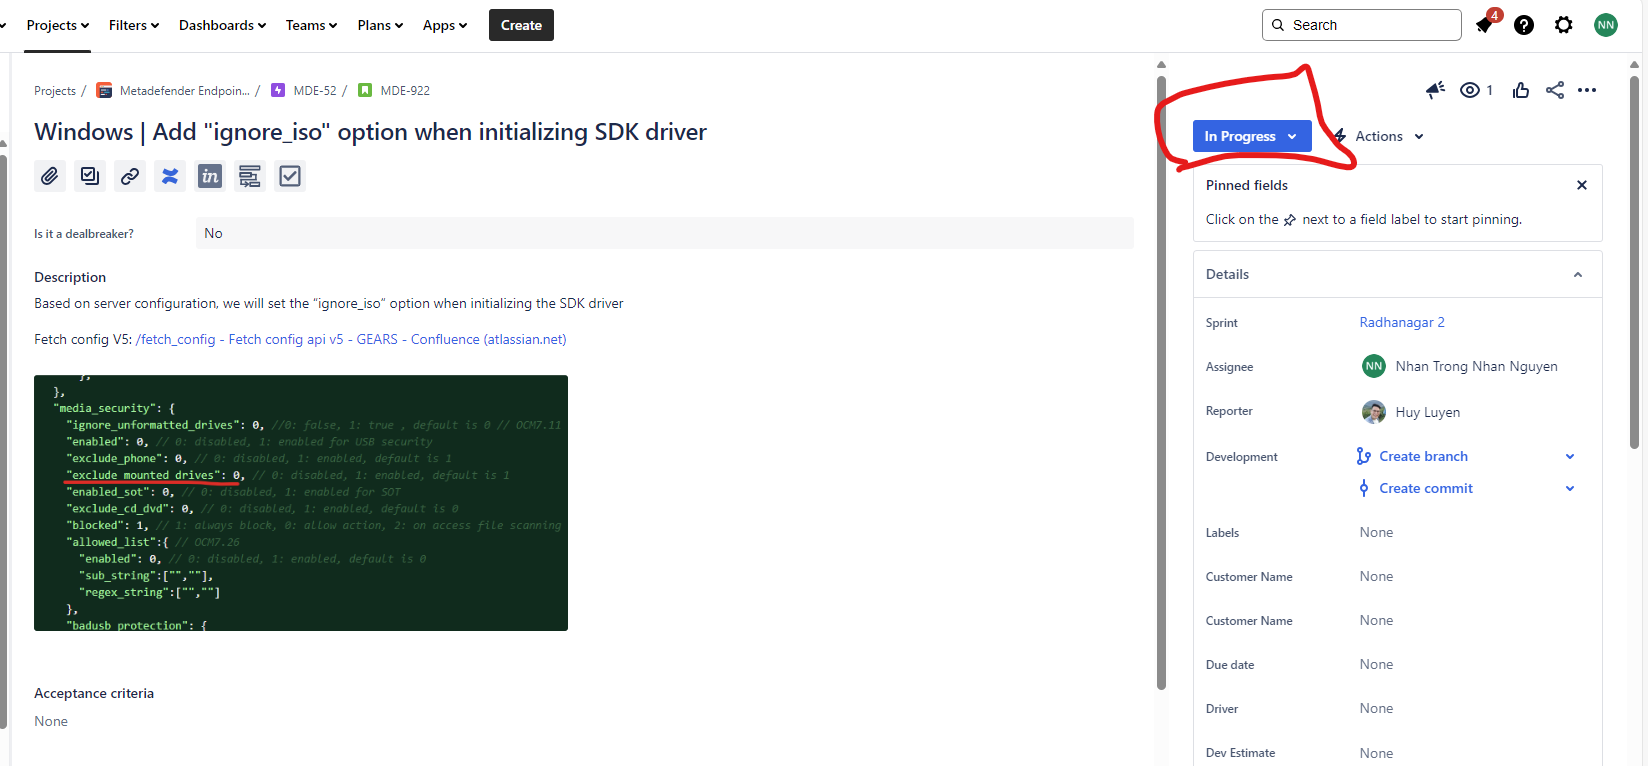 Projects
Filters
Dashboards
Teams
Plans
Apps
Create
Search
4
NN
Projects / Metadefender Endpoin... / MDE-52 / MDE-922
1
Windows | Add "ignore_iso" option when initializing SDK driver
In Progress
Actions
in
Pinned fields
Click on the next to a field label to start pinning.
Is it a dealbreaker?
No
Description
Based on server configuration, we will set the “ignore_iso” option when initializing the SDK driver
Fetch config V5: /fetch_config - Fetch config api v5 - GEARS - Confluence (atlassian.net)
},
},
"media_security": {
"ignore_unformatted_drives": 0, //0: false, 1: true , default is 0 // OCM7.11
"enabled": 0, // 0: disabled, 1: enabled for USB security
"exclude_phone": 0, // 0: disabled, 1: enabled, default is 1
"exclude_mounted_drives": 0, // 0: disabled, 1: enabled, default is 1
"enabled_sot": 0, // 0: disabled, 1: enabled for SOT
"exclude_cd_dvd": 0, // 0: disabled, 1: enabled, default is 0
"blocked": 1, // 1: always block, 0: allow action, 2: on access file scanning
"allowed_list":{ // OCM7.26
"enabled": 0, // 0: disabled, 1: enabled, default is 0
"sub_string":["",""],
"regex_string":["",""]
},
"badusb_protection": {
Acceptance criteria
None
Details
Sprint
Radhanagar 2
Assignee
NN
Nhan Trong Nhan Nguyen
Reporter
Huy Luyen
Development
Create branch
Create commit
Labels
None
Customer Name
None
Customer Name
None
Due date
None
Driver
None
Dev Estimate
None